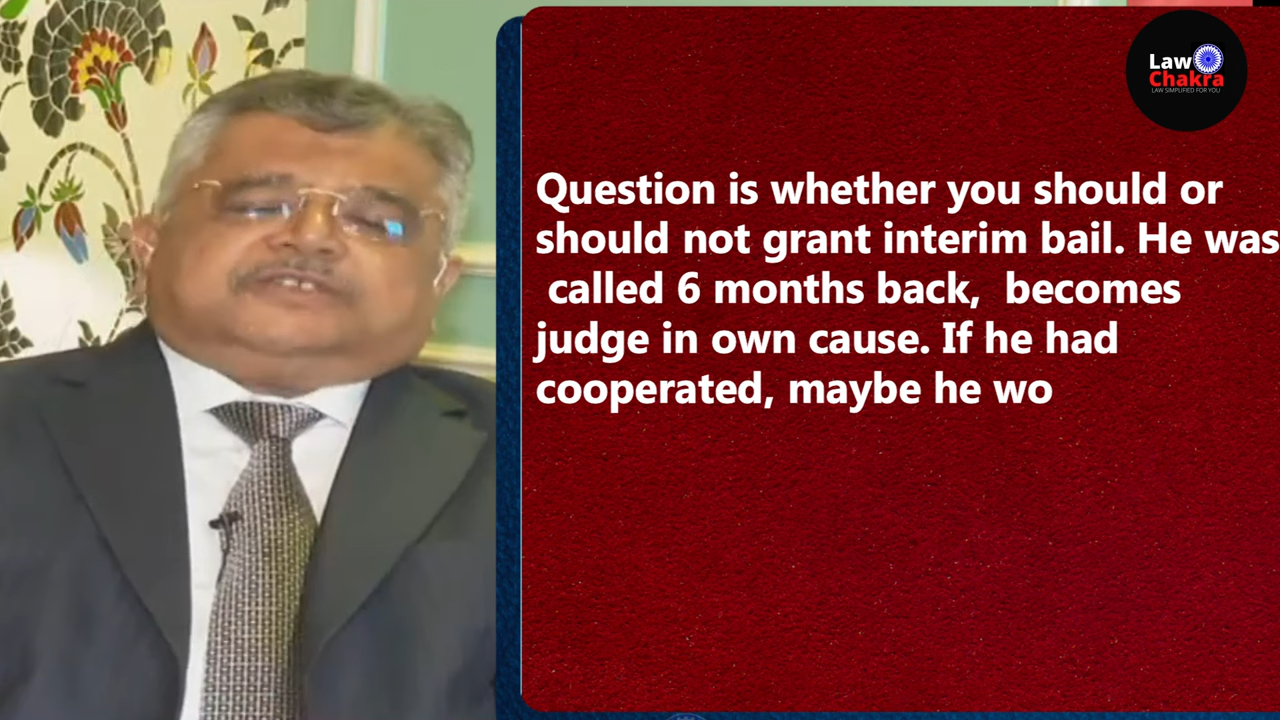 Law
Chakra
LAW SIMPLIFIED FOR YOU
Question is whether you should or
should not grant interim bail. He was
called 6 months back, becomes
judge in own cause. If he had
cooperated, maybe he wo